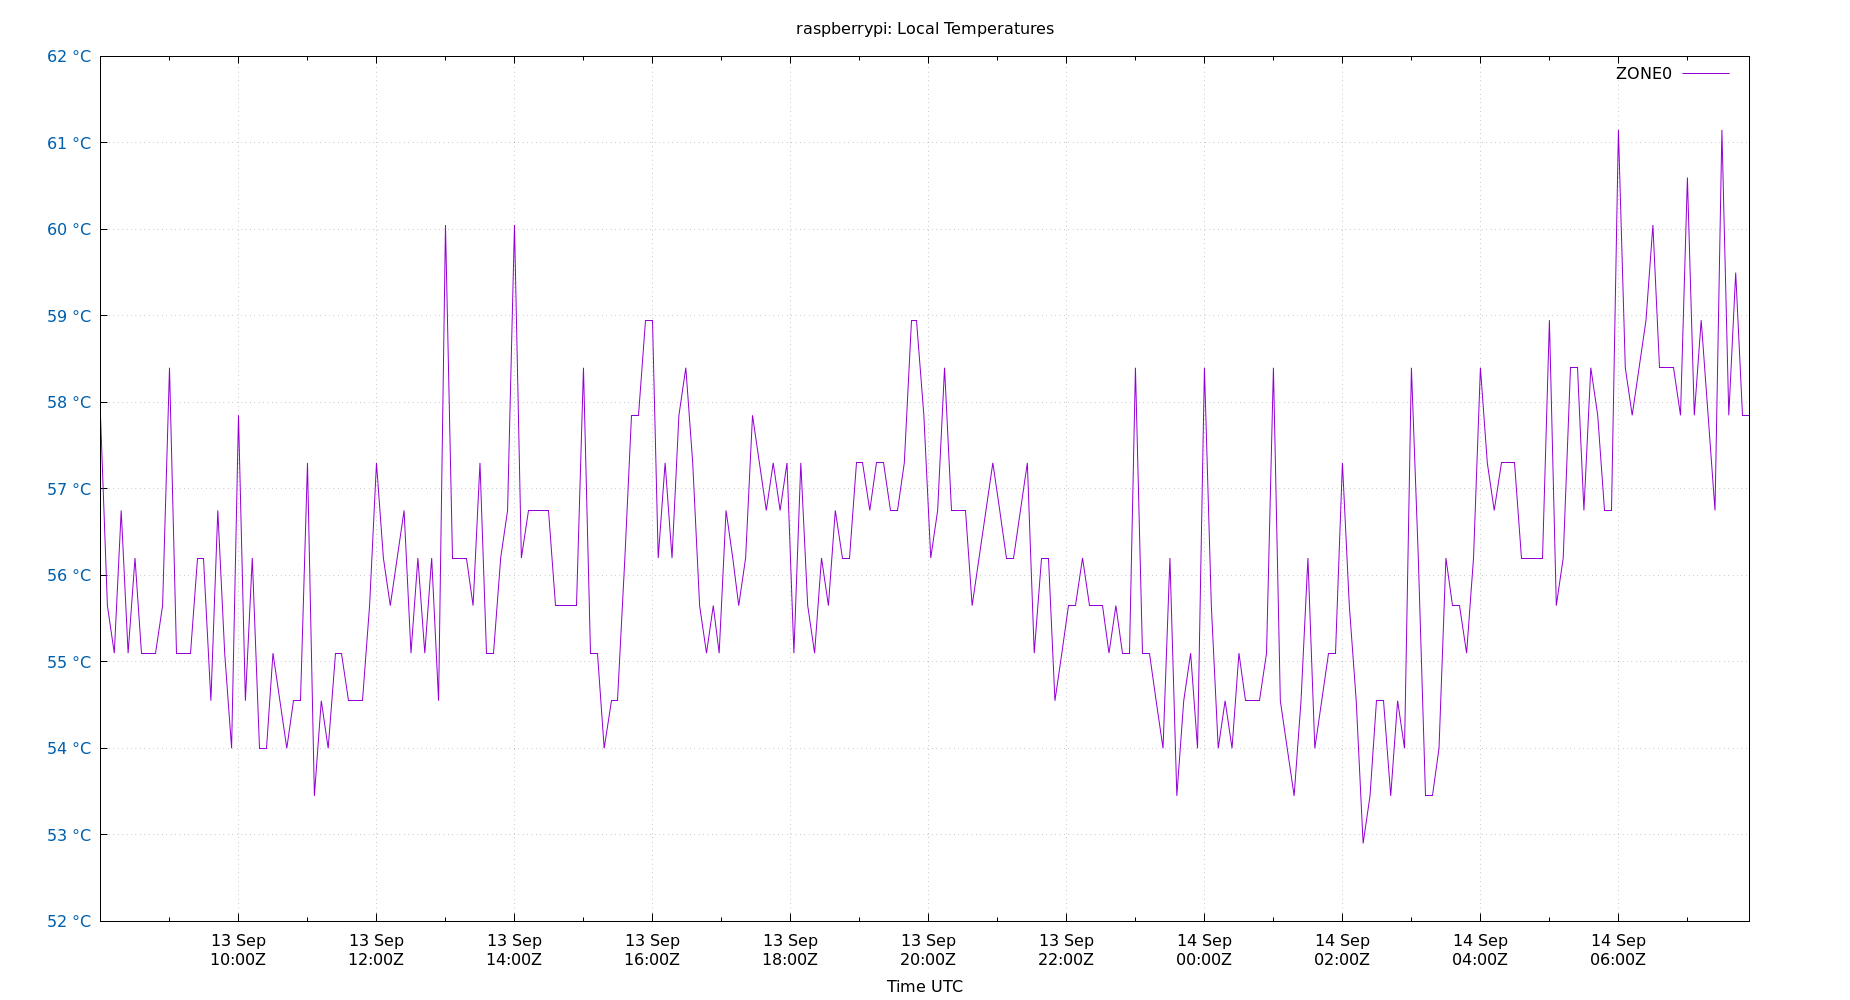 raspberrypi: Local Temperatures
ZONE0
62 °C
61 °C
60 °C
59 °C
58 °C
57 °C
56 °C
55 °C
54 °C
53 °C
52 °C
13 Sep 13 Sep 13 Sep 13 Sep 13 Sep 13 Sep 13 Sep 14 Sep 14 Sep 14 Sep 14 Sep
10:00Z 12:00Z 14:00Z 16:00Z 18:00Z 20:00Z 22:00Z 00:00Z 02:00Z 04:00Z 06:00Z
Time UTC